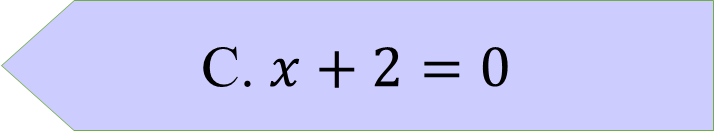 C. 𝑥 + 2 = 0